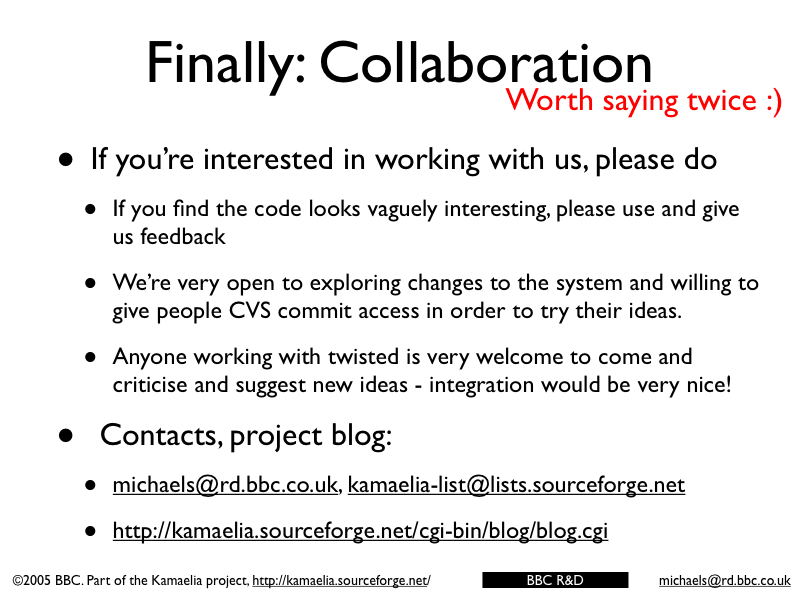 Finally: Collaboration
Worth saying twice :)
• If you’re interested in working with us, please do
• If you find the code looks vaguely interesting, please use and give
us feedback
• We’re very open to exploring changes to the system and willing to
give people CVS commit access in order to try their ideas.
• Anyone working with twisted is very welcome to come and
criticise and suggest new ideas - integration would be very nice!
• Contacts, project blog:
• michaels@rd.bbc.co.uk, kamaelia-list@lists.sourceforge.net
• http://kamaelia.sourceforge.net/cgi-bin/blog/blog.cgi
©2005 BBC. Part of the Kamaelia project, http://kamaelia.sourceforge.net/ BBC R&D michaels@rd.bbc.co.uk